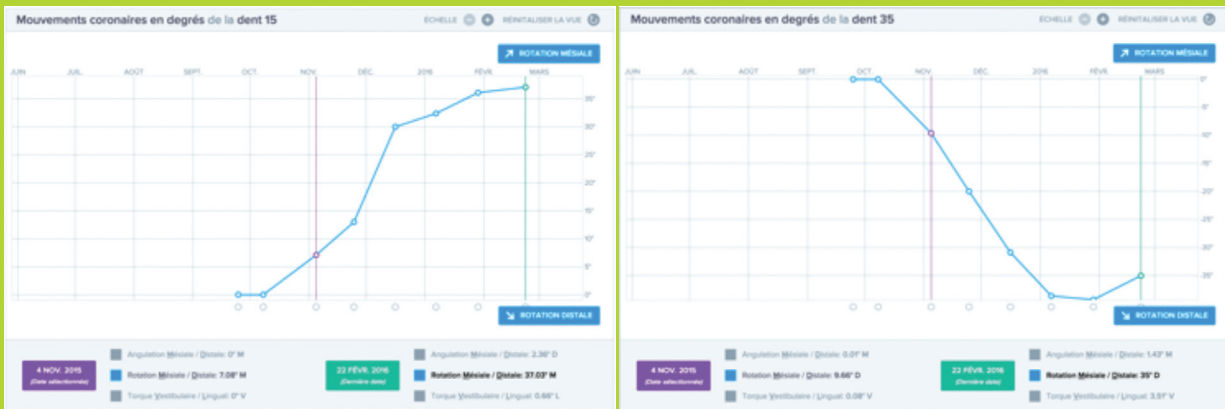 Mouvements coronaires en degrés de la dent 15
ÉCHELLE RÉINITIALISER LA VUE
ROTATION MÉSIALE
JUIN JUIL. AOÛT SEPT. OCT. NOV. DÉC. 2016 FÉVR. MARS
35°
30°
25°
20°
15°
10°
5°
0°
ROTATION DISTALE
4 NOV. 2015
(Date sélectionnée)
Angulation Mésiale / Distale: 0° M
Rotation Mésiale / Distale: 7.08° M
Torque Vestibulaire / Lingual: 0° V
22 FÉVR. 2016
(Dernière date)
Angulation Mésiale / Distale: 2.36° D
Rotation Mésiale / Distale: 37.03° M
Torque Vestibulaire / Lingual: 0.66° L
Mouvements coronaires en degrés de la dent 35
ÉCHELLE RÉINITIALISER LA VUE
ROTATION MÉSIALE
JUIN JUIL. AOÛT SEPT. OCT. NOV. DÉC. 2016 FÉVR. MARS
0°
5°
10°
15°
20°
25°
30°
35°
ROTATION DISTALE
4 NOV. 2015
(Date sélectionnée)
Angulation Mésiale / Distale: 0.01° M
Rotation Mésiale / Distale: 9.66° D
Torque Vestibulaire / Lingual: 0.08° V
22 FÉVR. 2016
(Dernière date)
Angulation Mésiale / Distale: 1.43° M
Rotation Mésiale / Distale: 35° D
Torque Vestibulaire / Lingual: 3.51° V